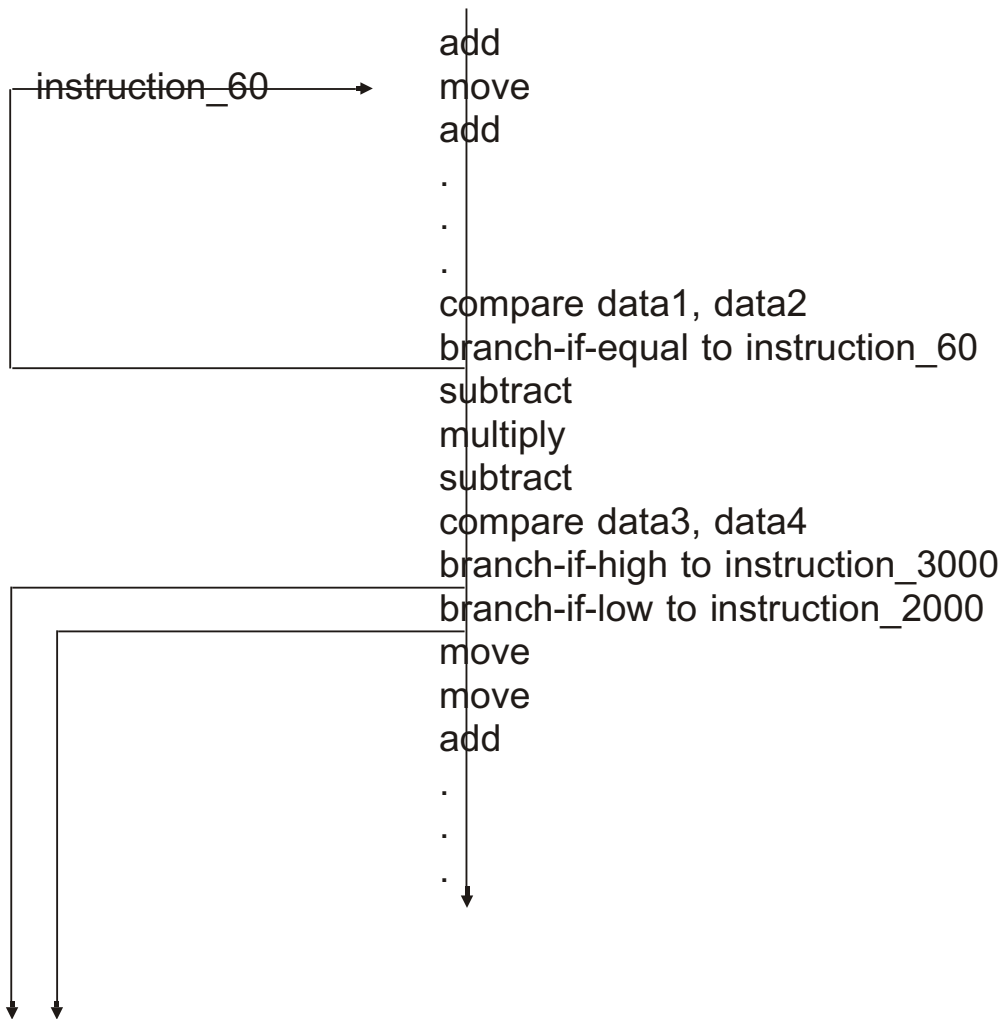 add
instruction_60 move
add
.
.
.
compare data1, data2
branch-if-equal to instruction_60
subtract
multiply
subtract
compare data3, data4
branch-if-high to instruction_3000
branch-if-low to instruction_2000
move
move
add
.
.
.